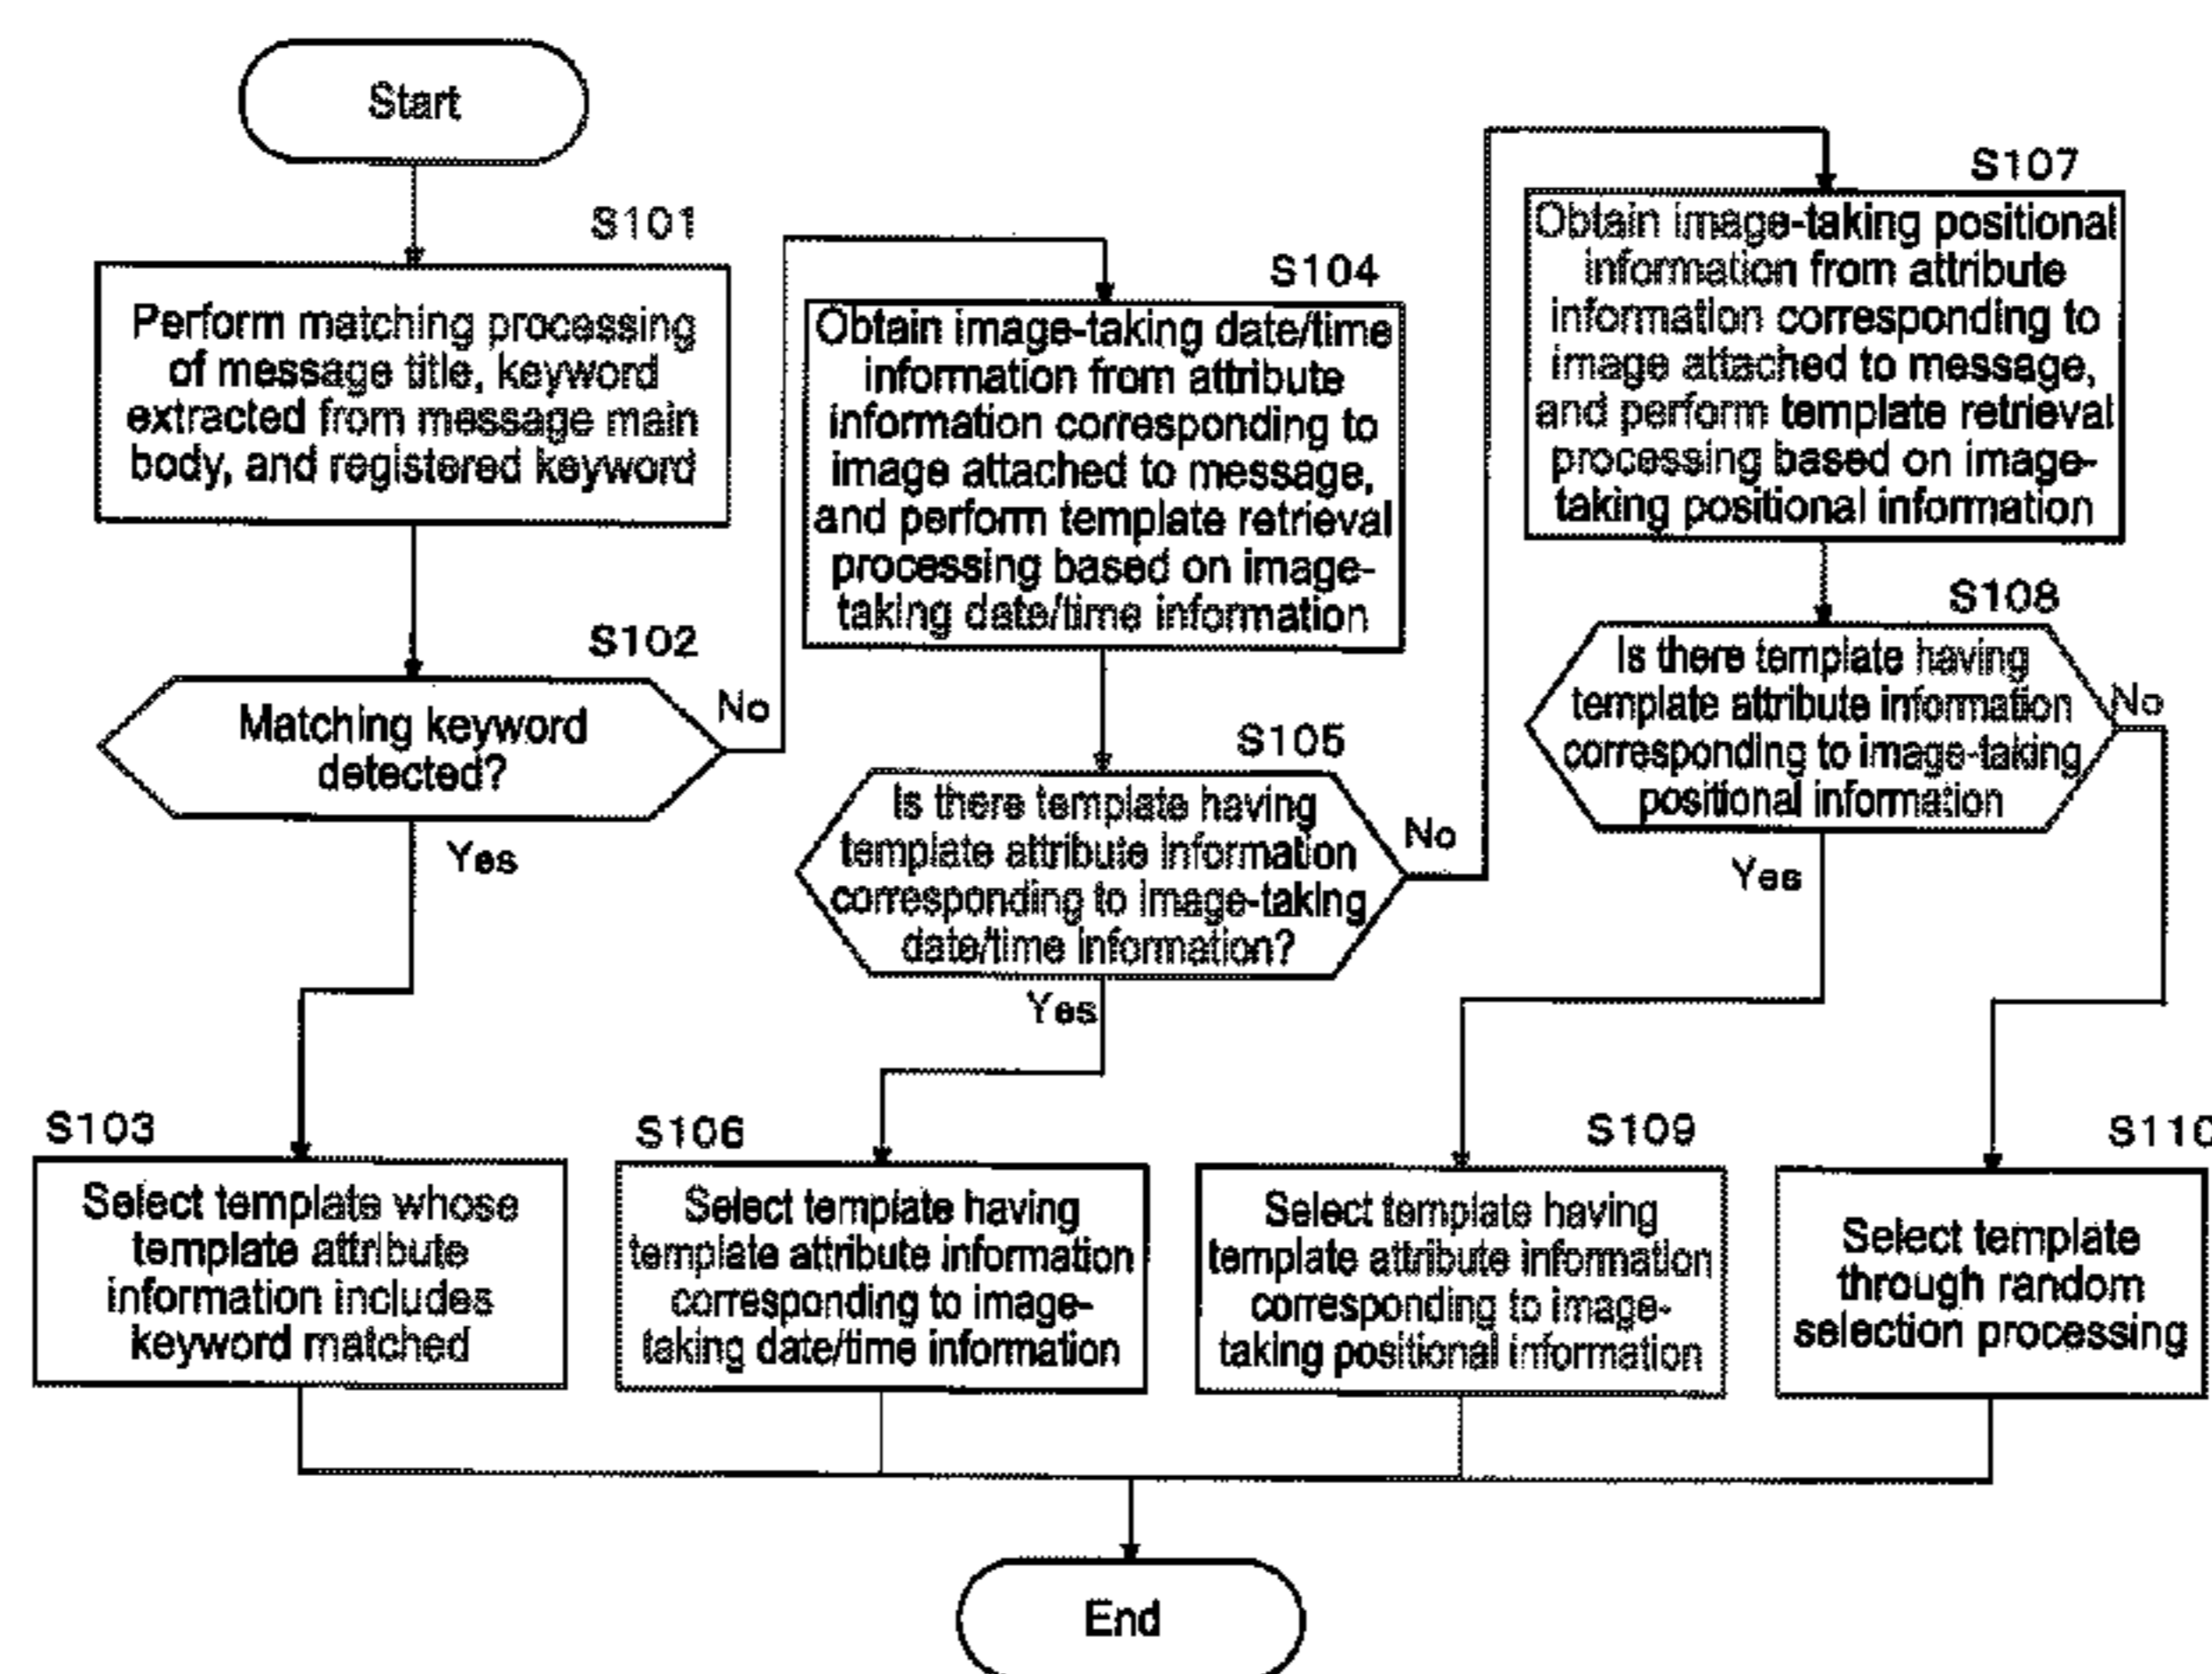 Start
S101
Perform matching processing
of message title, keyword
extracted from message main
body, and registered keyword
S102
Matching keyword
detected?
No
Yes
S103
Select template whose
template attribute
information includes
keyword matched
S104
Obtain image-taking date/time
information from attribute
information corresponding to
image attached to message,
and perform template retrieval
processing based on image-
taking date/time information
S105
Is there template having
template attribute information
corresponding to image-taking
date/time information?
No
Yes
S106
Select template having
template attribute information
corresponding to image-
taking date/time information
S107
Obtain image-taking positional
information from attribute
information corresponding to
image attached to message,
and perform template retrieval
processing based on image-
taking positional information
S108
Is there template having
template attribute information
corresponding to image-taking
positional information
No
Yes
S109
Select template having
template attribute information
corresponding to image-
taking positional information
S110
Select template
through random
selection processing
End